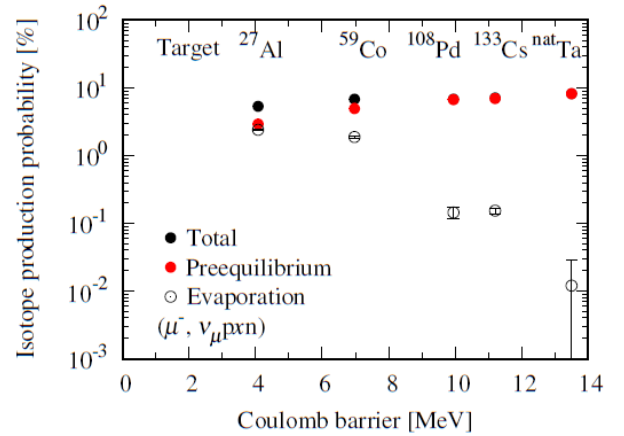 Isotope production probability [%]
10²
10¹
10⁰
10⁻¹
10⁻²
10⁻³
Target ²⁷Al ⁵⁹Co ¹⁰⁸Pd ¹³³Cs ⁿᵃᵗTa
Total
Preequilibrium
Evaporation
(μ⁻, ν_μpxn)
0 2 4 6 8 10 12 14
Coulomb barrier [MeV]